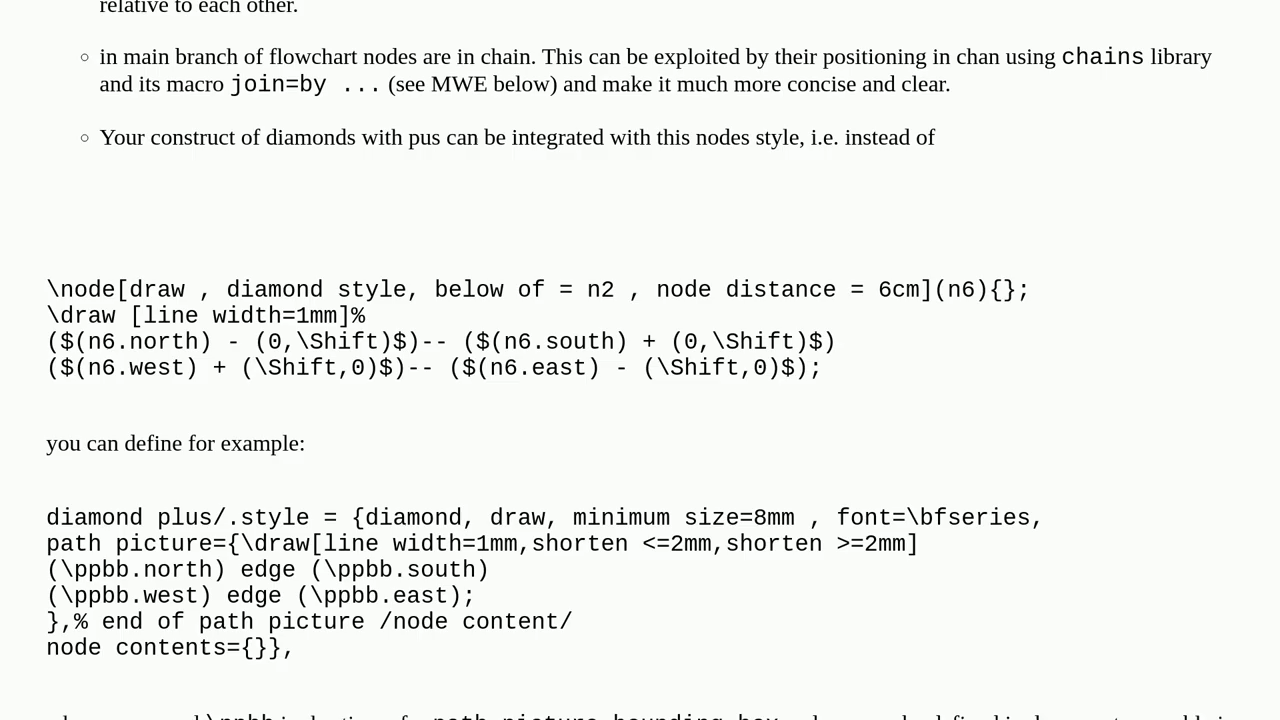 relative to each other.
in main branch of flowchart nodes are in chain. This can be exploited by their positioning in chan using chains library
and its macro join=by ... (see MWE below) and make it much more concise and clear.
Your construct of diamonds with pus can be integrated with this nodes style, i.e. instead of
\node[draw , diamond style, below of = n2 , node distance = 6cm](n6){};
\draw [line width=1mm]%
($(n6.north) - (0,\Shift)$)-- ($(n6.south) + (0,\Shift)$)
($(n6.west) + (\Shift,0)$)-- ($(n6.east) - (\Shift,0)$);
you can define for example:
diamond plus/.style = {diamond, draw, minimum size=8mm , font=\bfseries,
path picture={\draw[line width=1mm,shorten <=2mm,shorten >=2mm]
(\ppbb.north) edge (\ppbb.south)
(\ppbb.west) edge (\ppbb.east);
},% end of path picture /node content/
node contents={}},
\ppbb path picture bounding box